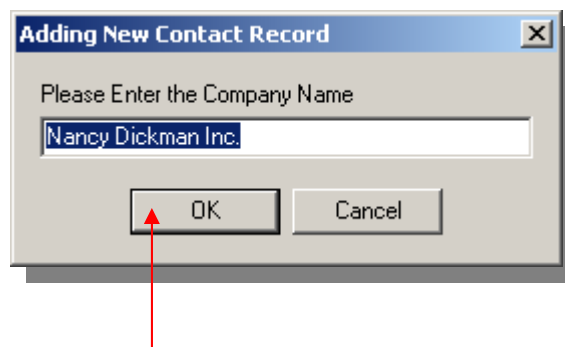 Adding New Contact Record
Please Enter the Company Name
Nancy Dickman Inc.
OK
Cancel